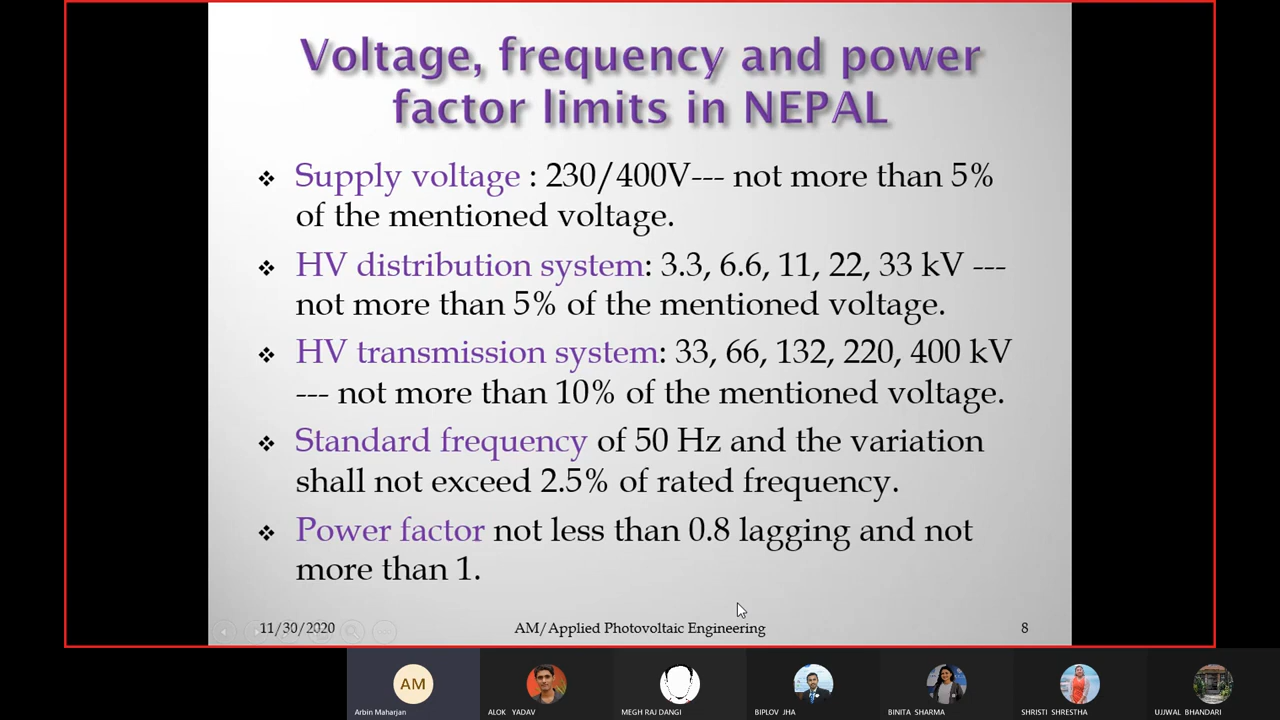 Voltage, frequency and power
factor limits in NEPAL
❖ Supply voltage : 230/400V--- not more than 5%
of the mentioned voltage.
❖ HV distribution system: 3.3, 6.6, 11, 22, 33 kV ---
not more than 5% of the mentioned voltage.
❖ HV transmission system: 33, 66, 132, 220, 400 kV
--- not more than 10% of the mentioned voltage.
❖ Standard frequency of 50 Hz and the variation
shall not exceed 2.5% of rated frequency.
❖ Power factor not less than 0.8 lagging and not
more than 1.
11/30/2020 AM/Applied Photovoltaic Engineering 8
AM
Arbin Maharjan ALOK YADAV MEGH RAJ DANGI BIPLOV JHA BINITA SHARMA SHRISTI SHRESTHA UJJWAL BHANDARI